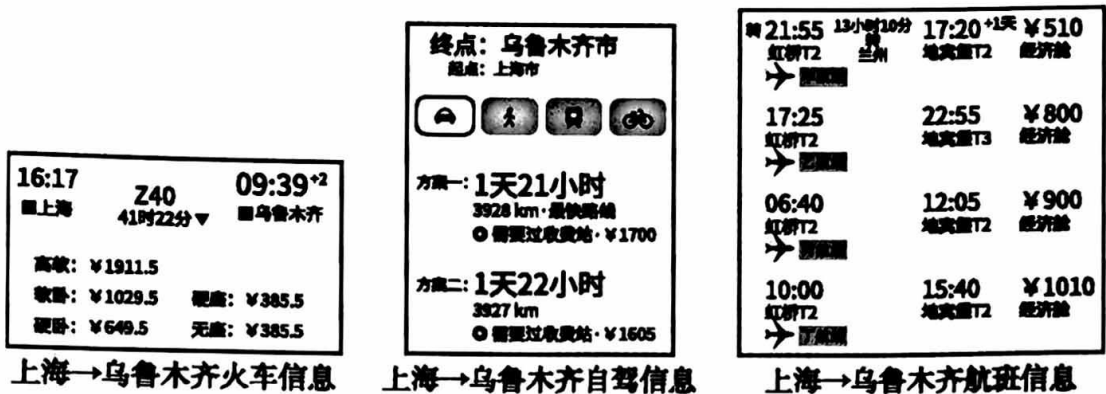 16:17
上海
Z40
41时22分▼
09:39+2
乌鲁木齐
高软：￥1911.5
软卧：￥1029.5 硬座：￥385.5
硬卧：￥649.5 无座：￥385.5
上海→乌鲁木齐火车信息
终点：乌鲁木齐市
起点：上海市
方案一：1天21小时
3928 km·最快路线
需要过收费站·￥1700
方案二：1天22小时
3927 km
需要过收费站·￥1605
上海→乌鲁木齐自驾信息
转 21:55 13小时10分 17:20+1天 ￥510
虹桥T2 转 兰州 地窝堡T2 经济舱
17:25 22:55 ￥800
虹桥T2 地窝堡T3 经济舱
06:40 12:05 ￥900
虹桥T2 地窝堡T2 经济舱
10:00 15:40 ￥1010
虹桥T2 地窝堡T2 经济舱
上海→乌鲁木齐航班信息